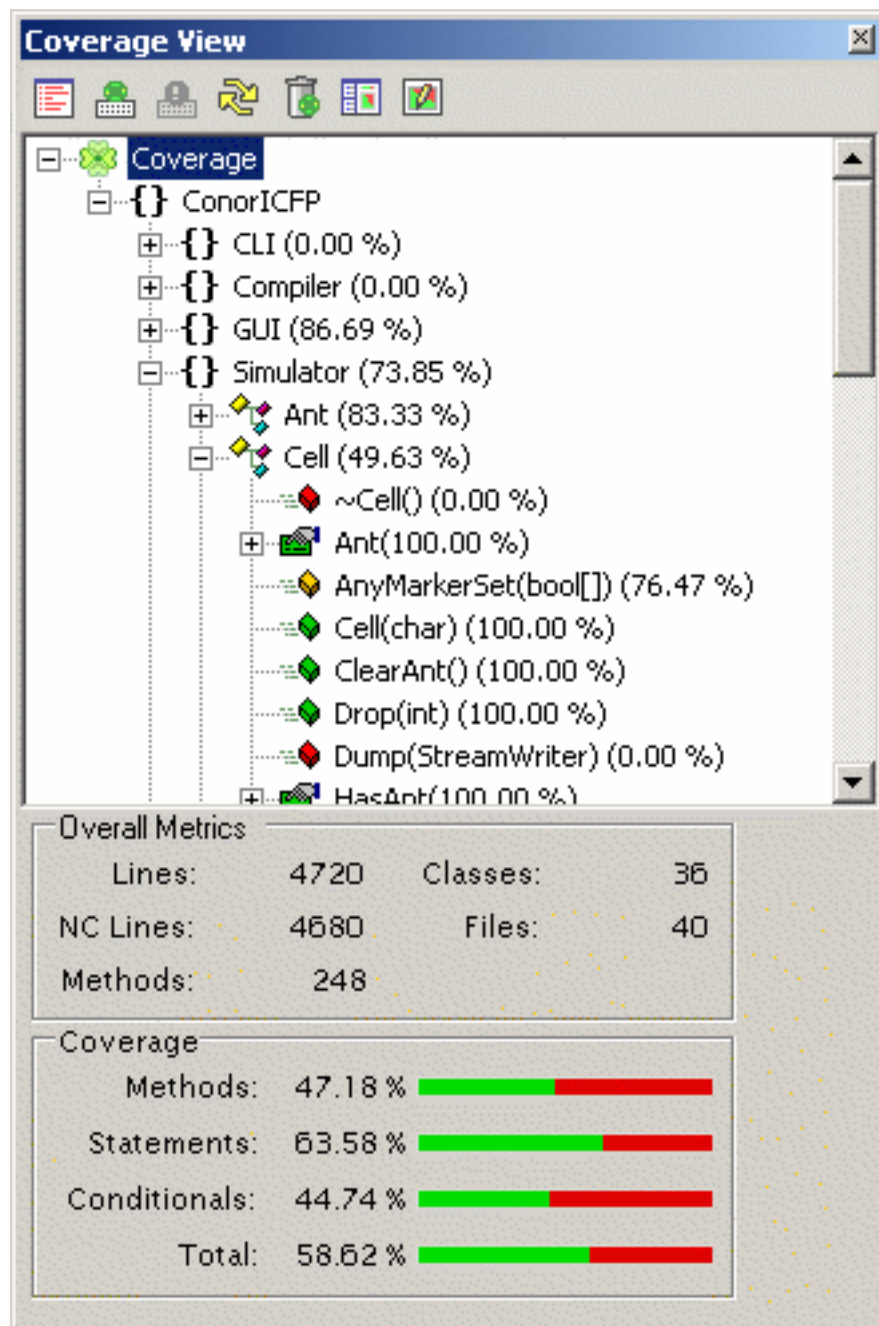 Coverage View
Coverage
{} ConorICFP
{} CLI (0.00 %)
{} Compiler (0.00 %)
{} GUI (86.69 %)
{} Simulator (73.85 %)
Ant (83.33 %)
Cell (49.63 %)
~Cell() (0.00 %)
Ant(100.00 %)
AnyMarkerSet(bool[]) (76.47 %)
Cell(char) (100.00 %)
ClearAnt() (100.00 %)
Drop(int) (100.00 %)
Dump(StreamWriter) (0.00 %)
HasAnt(100.00 %)
Overall Metrics
Lines: 4720 Classes: 36
NC Lines: 4680 Files: 40
Methods: 248
Coverage
Methods: 47.18 %
Statements: 63.58 %
Conditionals: 44.74 %
Total: 58.62 %